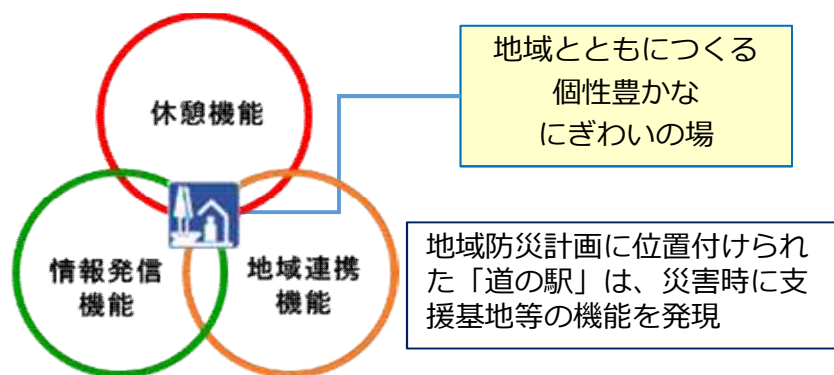 休憩機能
情報発信
機能
地域連携
機能
地域とともにつくる
個性豊かな
にぎわいの場
地域防災計画に位置付けられ
た「道の駅」は、災害時に支
援基地等の機能を発現